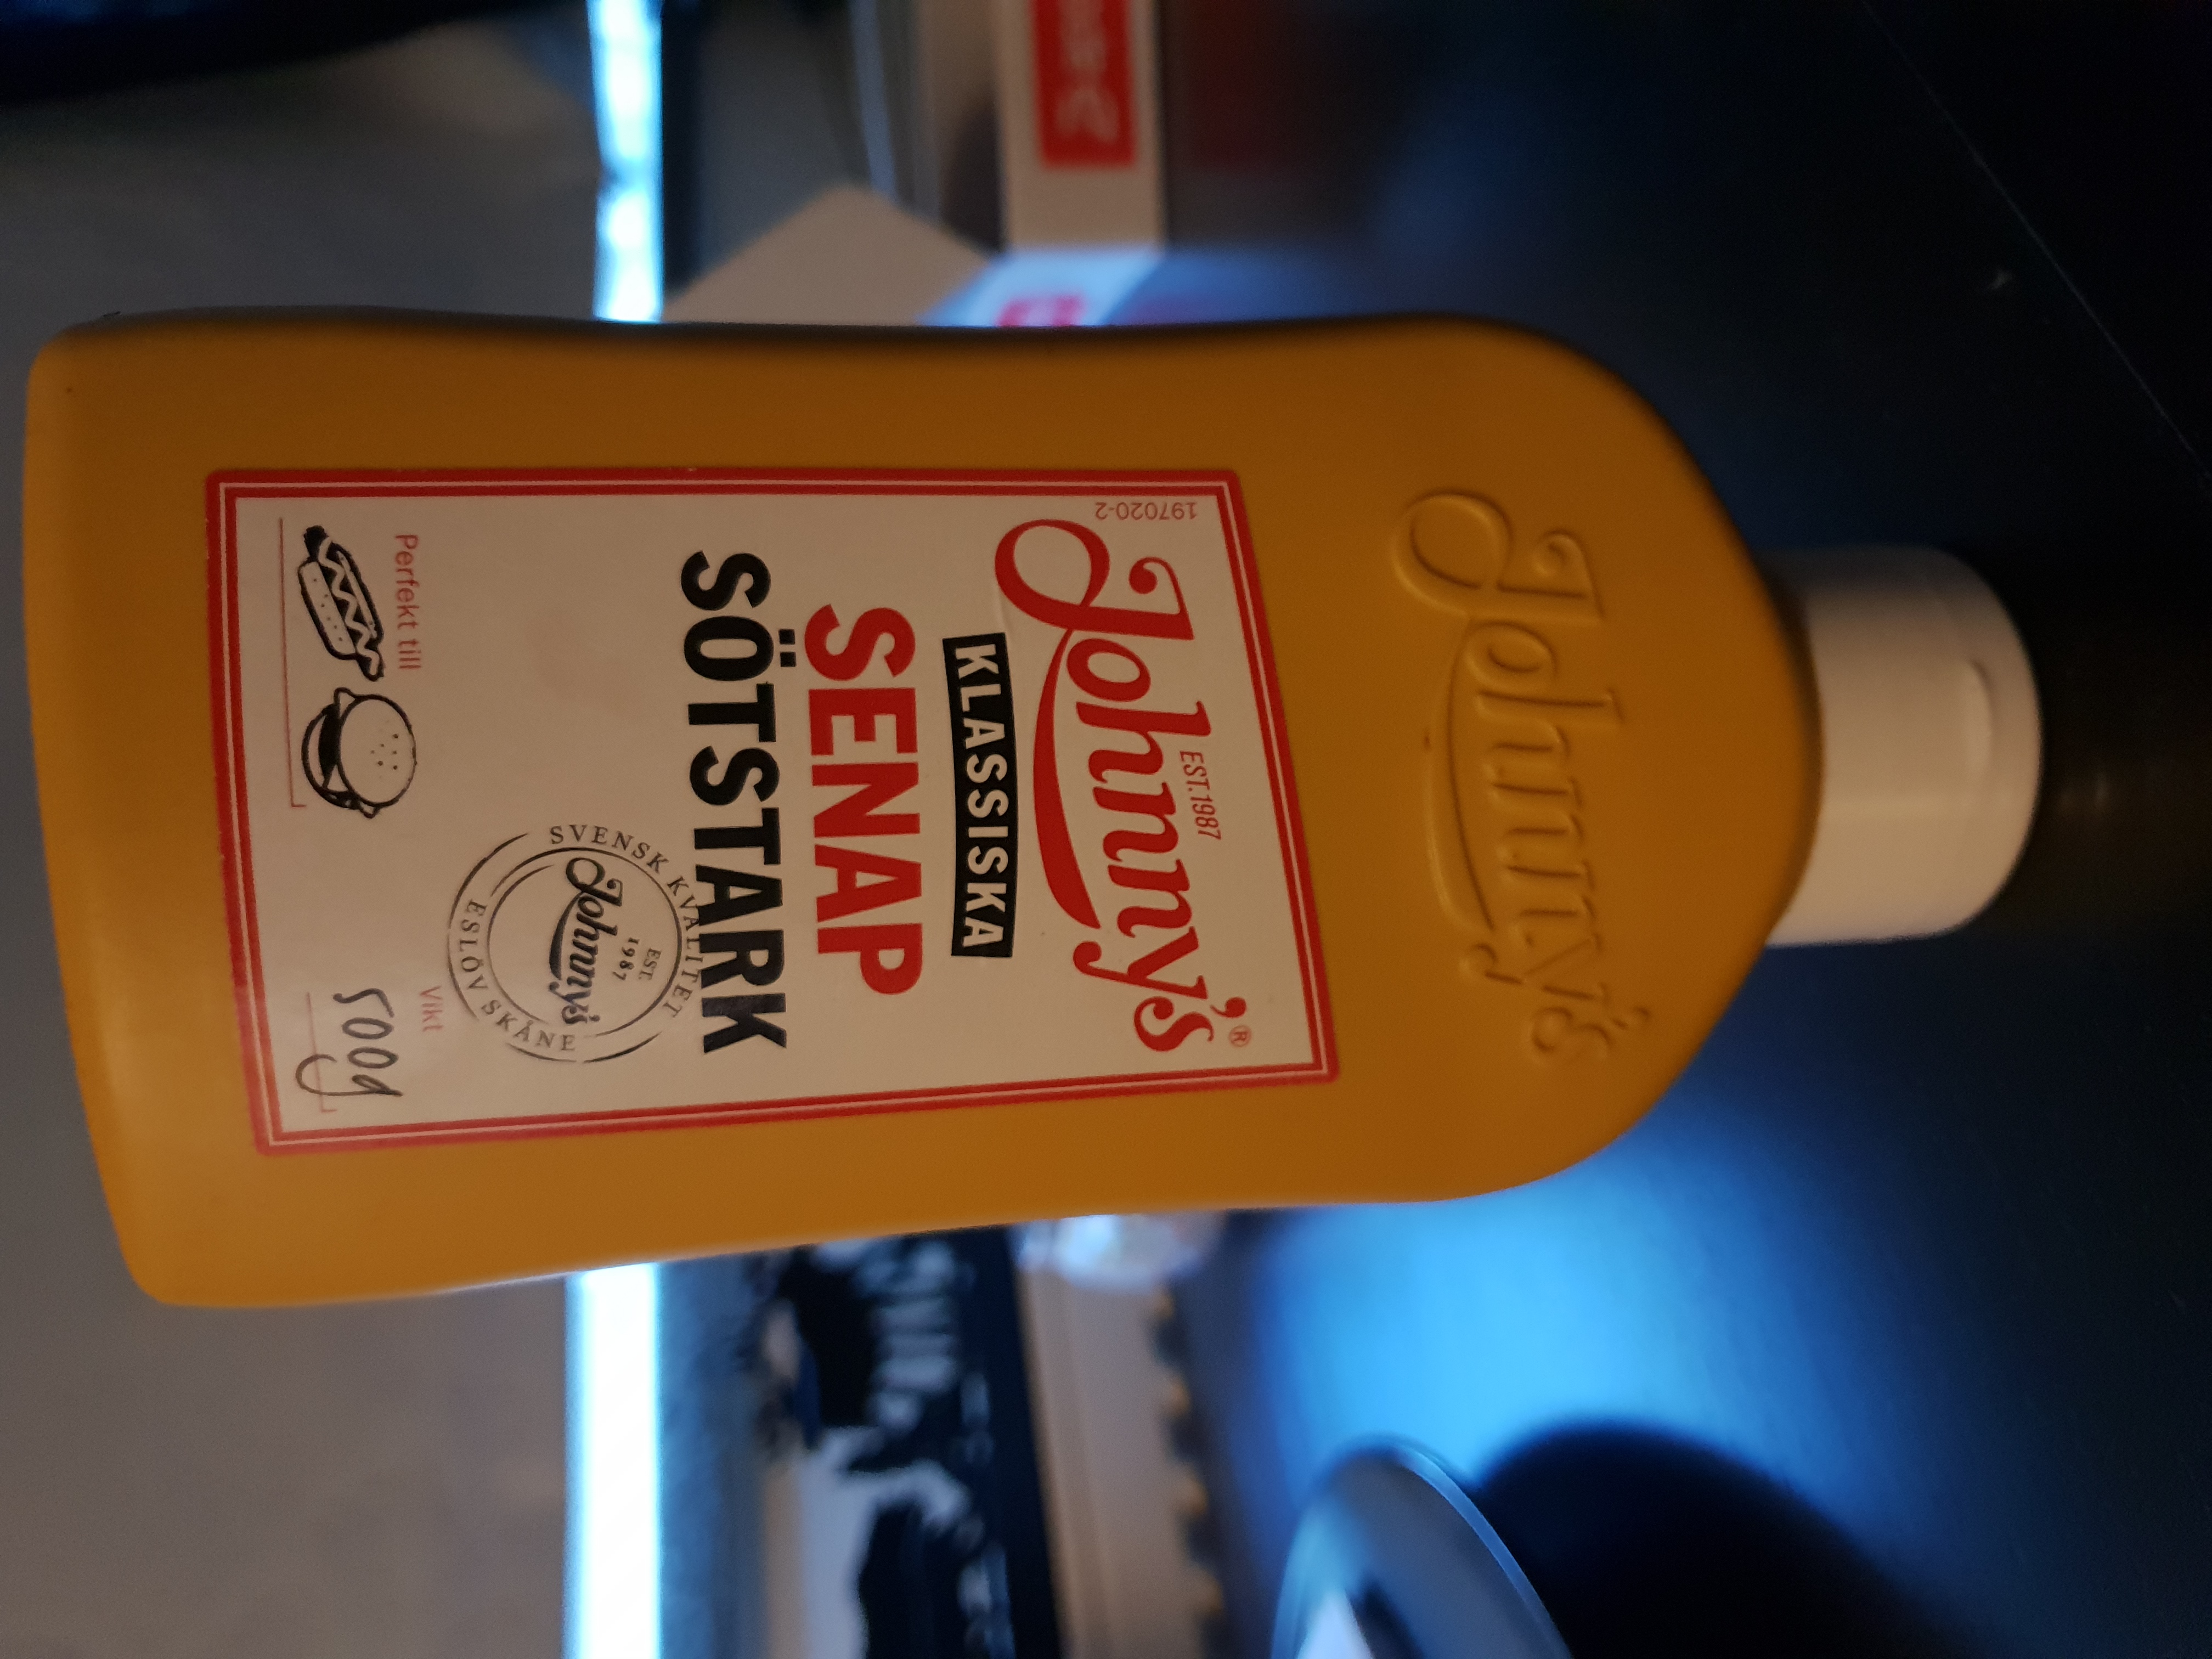 Johnny's
EST.1987
Johnny's®
197020-2
KLASSISKA
SENAP
SÖTSTARK
SVENSK KVALITET
ESLÖV SKÅNE
EST.
1987
Johnny's
Perfekt till
Vikt
500g